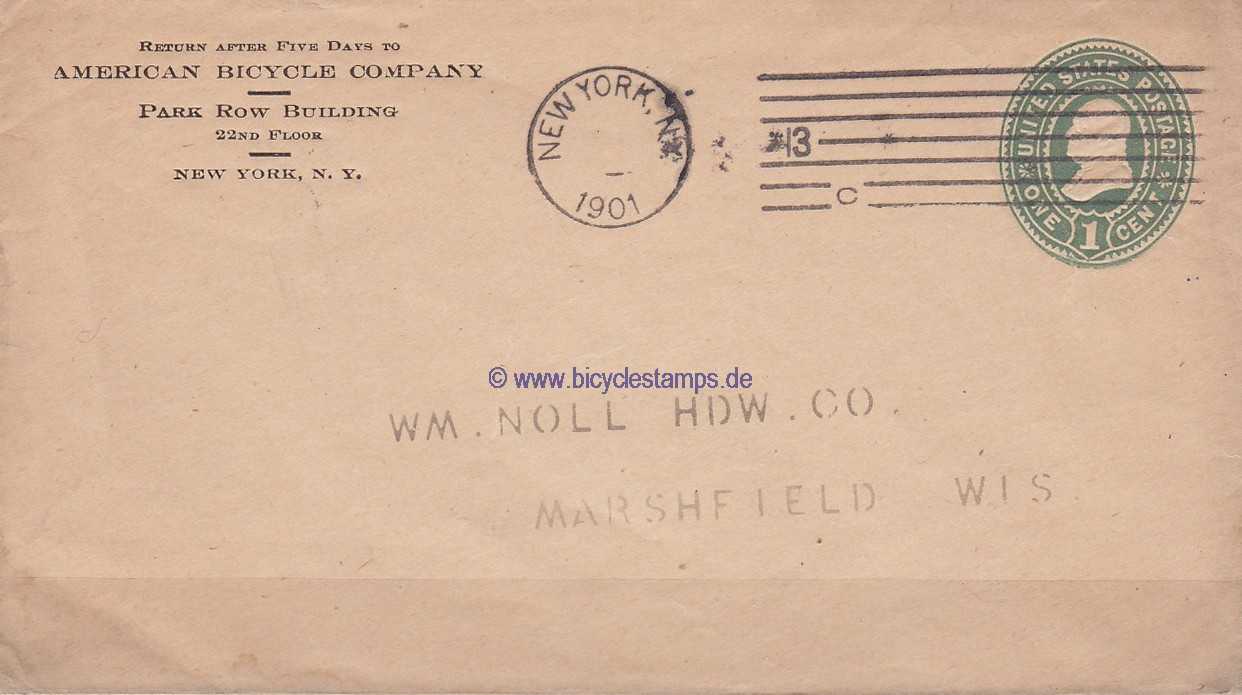 RETURN AFTER FIVE DAYS TO
AMERICAN BICYCLE COMPANY
PARK ROW BUILDING
22ND FLOOR
NEW YORK, N. Y.
NEW YORK, N.
1901
13
C
UNITED STATES POSTAGE
ONE 1 CENT
© www.bicyclestamps.de
WM. NOLL HDW. CO.
MARSHFIELD WIS.